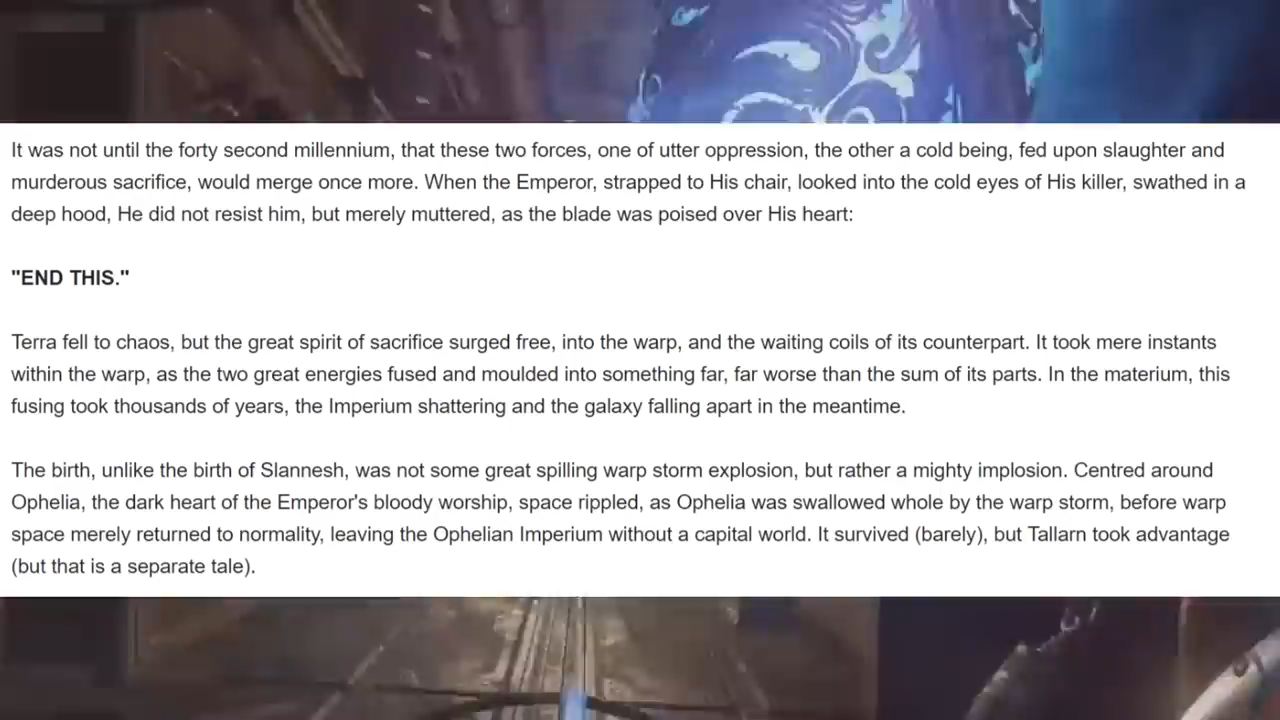 It was not until the forty second millennium, that these two forces, one of utter oppression, the other a cold being, fed upon slaughter and
murderous sacrifice, would merge once more. When the Emperor, strapped to His chair, looked into the cold eyes of His killer, swathed in a
deep hood, He did not resist him, but merely muttered, as the blade was poised over His heart:
"END THIS."
Terra fell to chaos, but the great spirit of sacrifice surged free, into the warp, and the waiting coils of its counterpart. It took mere instants
within the warp, as the two great energies fused and moulded into something far, far worse than the sum of its parts. In the materium, this
fusing took thousands of years, the Imperium shattering and the galaxy falling apart in the meantime.
The birth, unlike the birth of Slannesh, was not some great spilling warp storm explosion, but rather a mighty implosion. Centred around
Ophelia, the dark heart of the Emperor's bloody worship, space rippled, as Ophelia was swallowed whole by the warp storm, before warp
space merely returned to normality, leaving the Ophelian Imperium without a capital world. It survived (barely), but Tallarn took advantage
(but that is a separate tale).